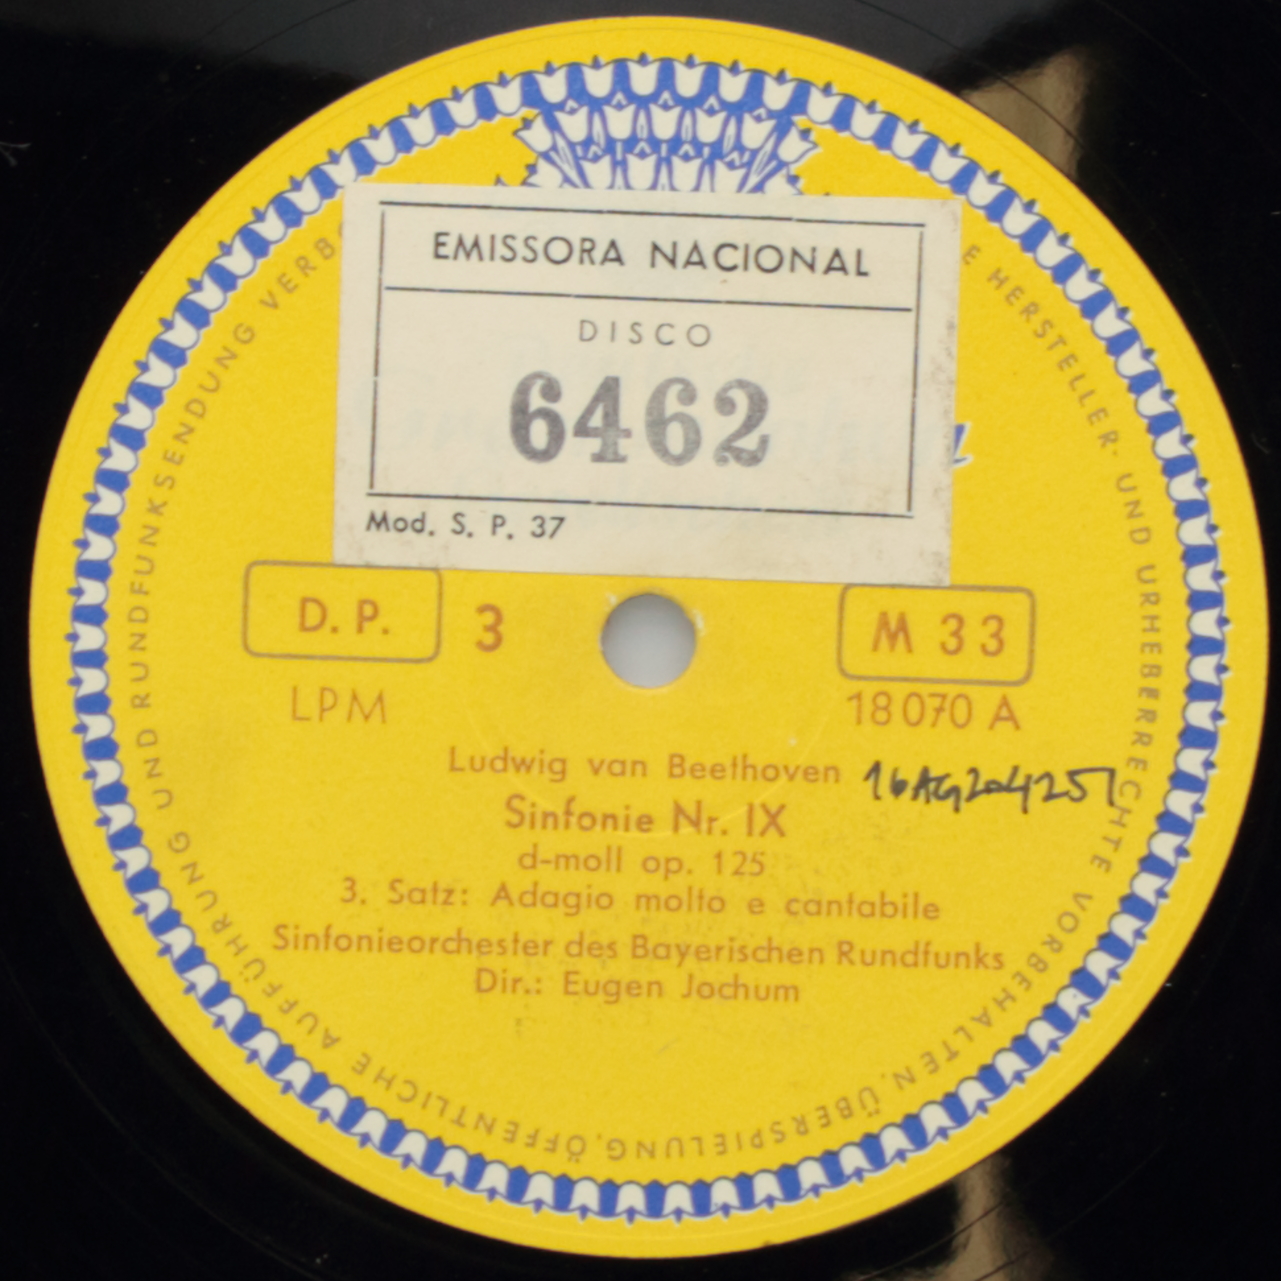 EMISSORA NACIONAL
DISCO
6462
Mod. S. P. 37
D. P. 3 M 33
LPM 18 070 A
Ludwig van Beethoven 16AG204251
Sinfonie Nr. IX
d-moll op. 125
3. Satz: Adagio molto e cantabile
Sinfonieorchester des Bayerischen Rundfunks
Dir.: Eugen Jochum
HERSTELLER- UND URHEBERRECHTE VORBEHALTEN. ÜBERSPIELUNG, ÖFFENTLICHE AUFFÜHRUNG UND RUNDFUNKSENDUNG